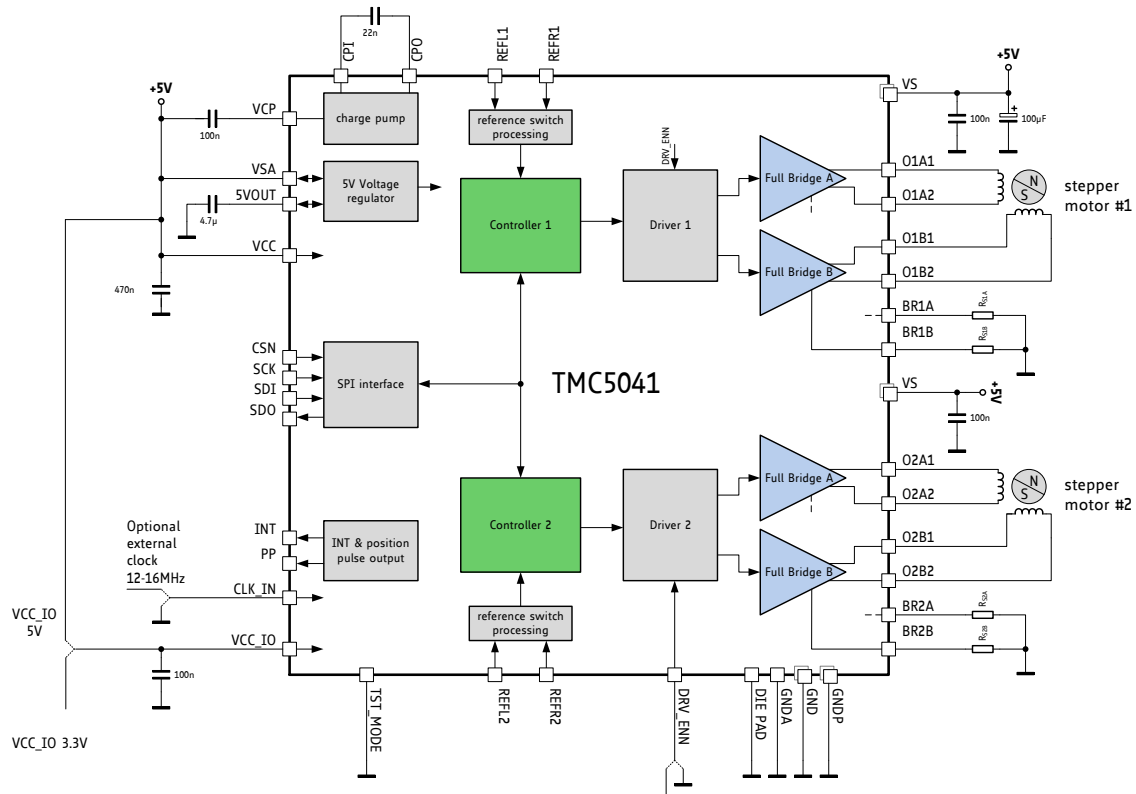 22n
CPI
CPO
REFL1
REFR1
+5V
VCP
100n
charge pump
reference switch
processing
VS
+5V
100n
+
100µF
VSA
5VOUT
4.7µ
5V Voltage
regulator
DRV_ENN
Controller 1
Driver 1
Full Bridge A
Full Bridge B
O1A1
O1A2
O1B1
O1B2
N
S
stepper
motor #1
VCC
470n
BR1A
RS1A
BR1B
RS1B
CSN
SCK
SDI
SDO
SPI interface
TMC5041
VS
+5V
100n
Controller 2
Driver 2
Full Bridge A
Full Bridge B
O2A1
O2A2
O2B1
O2B2
N
S
stepper
motor #2
INT
PP
INT & position
pulse output
Optional
external
clock
12-16MHz
CLK_IN
reference switch
processing
BR2A
RS2A
BR2B
RS2B
VCC_IO
5V
VCC_IO
100n
VCC_IO 3.3V
TST_MODE
REFL2
REFR2
DRV_ENN
DIE PAD
GNDA
GND
GNDP